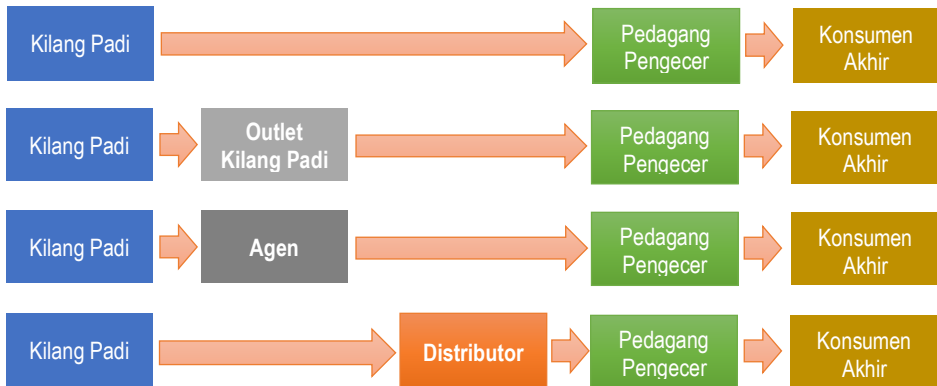 Kilang Padi
Pedagang
Pengecer
Konsumen
Akhir
Kilang Padi
Outlet
Kilang Padi
Pedagang
Pengecer
Konsumen
Akhir
Kilang Padi
Agen
Pedagang
Pengecer
Konsumen
Akhir
Kilang Padi
Distributor
Pedagang
Pengecer
Konsumen
Akhir